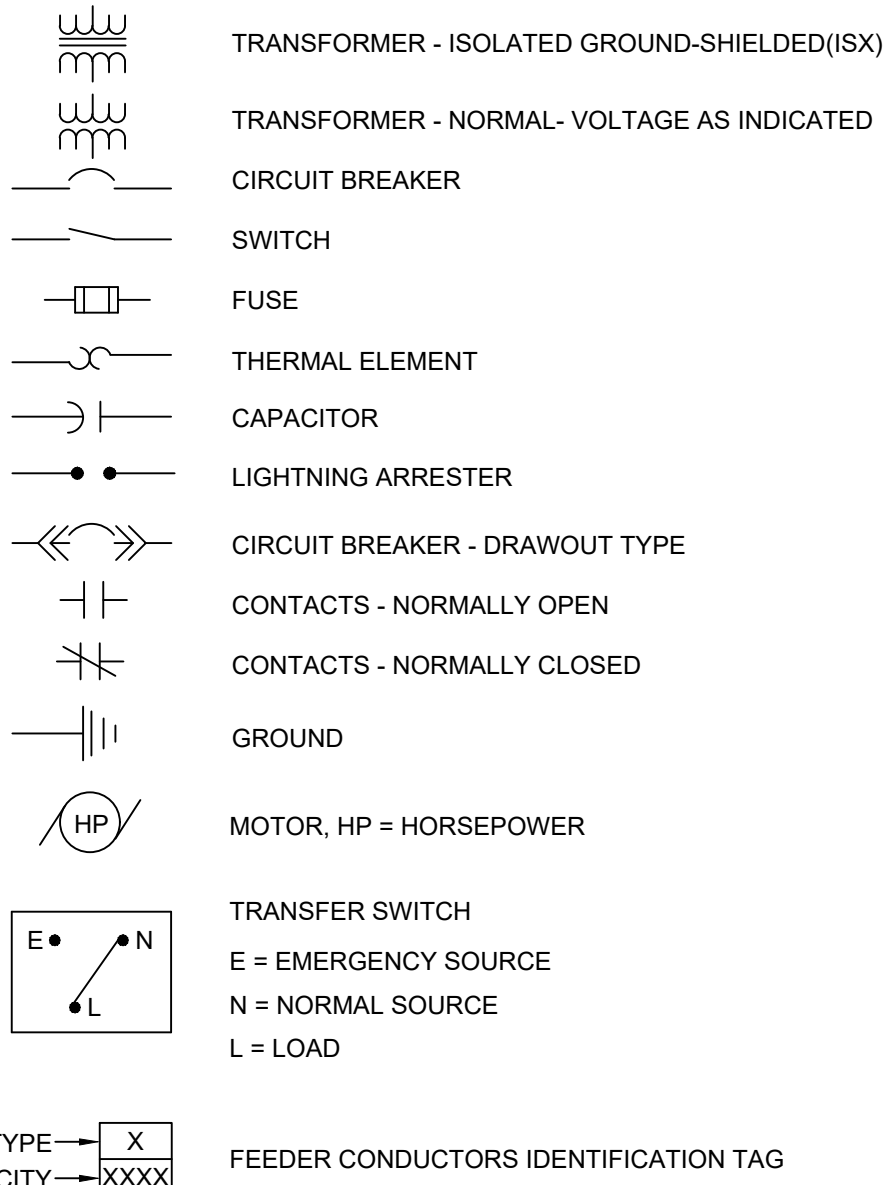 TRANSFORMER - ISOLATED GROUND-SHIELDED(ISX)
TRANSFORMER - NORMAL- VOLTAGE AS INDICATED
CIRCUIT BREAKER
SWITCH
FUSE
THERMAL ELEMENT
CAPACITOR
LIGHTNING ARRESTER
CIRCUIT BREAKER - DRAWOUT TYPE
CONTACTS - NORMALLY OPEN
CONTACTS - NORMALLY CLOSED
GROUND
HP MOTOR, HP = HORSEPOWER
TRANSFER SWITCH
E N E = EMERGENCY SOURCE
L N = NORMAL SOURCE
L = LOAD
TYPE X
FEEDER CONDUCTORS IDENTIFICATION TAG
XXXX